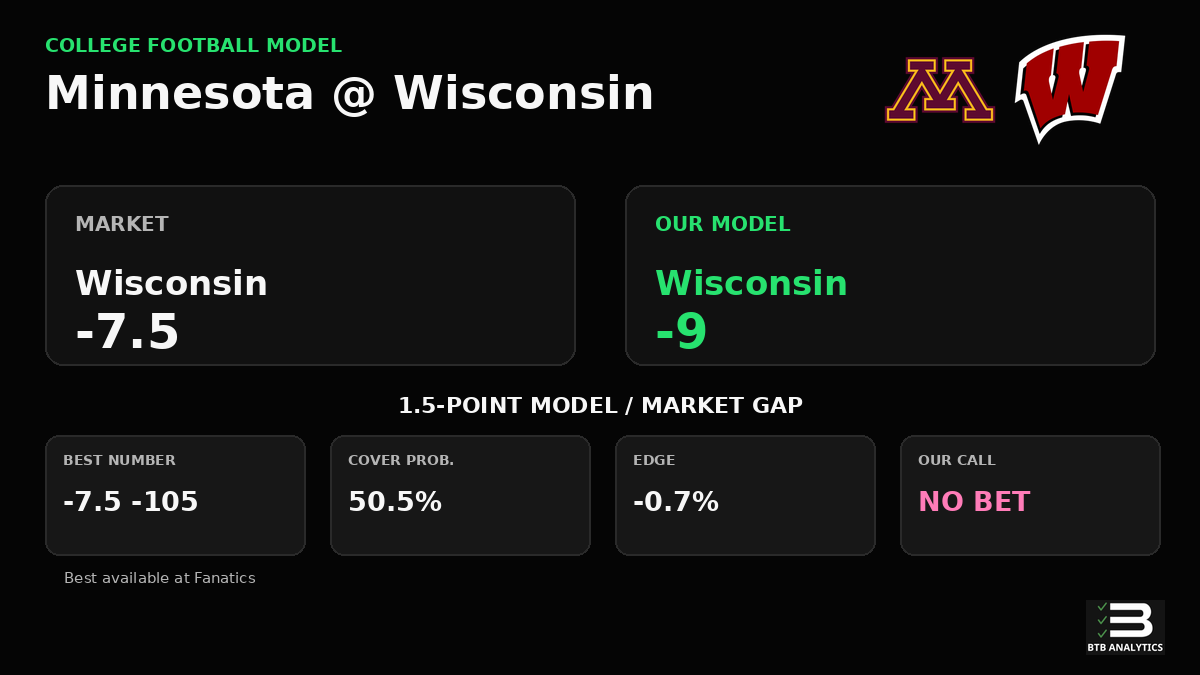 COLLEGE FOOTBALL MODEL
Minnesota @ Wisconsin
M
W
MARKET
Wisconsin
-7.5
OUR MODEL
Wisconsin
-9
1.5-POINT MODEL / MARKET GAP
BEST NUMBER
-7.5 -105
COVER PROB.
50.5%
EDGE
-0.7%
OUR CALL
NO BET
Best available at Fanatics
B
BTB ANALYTICS